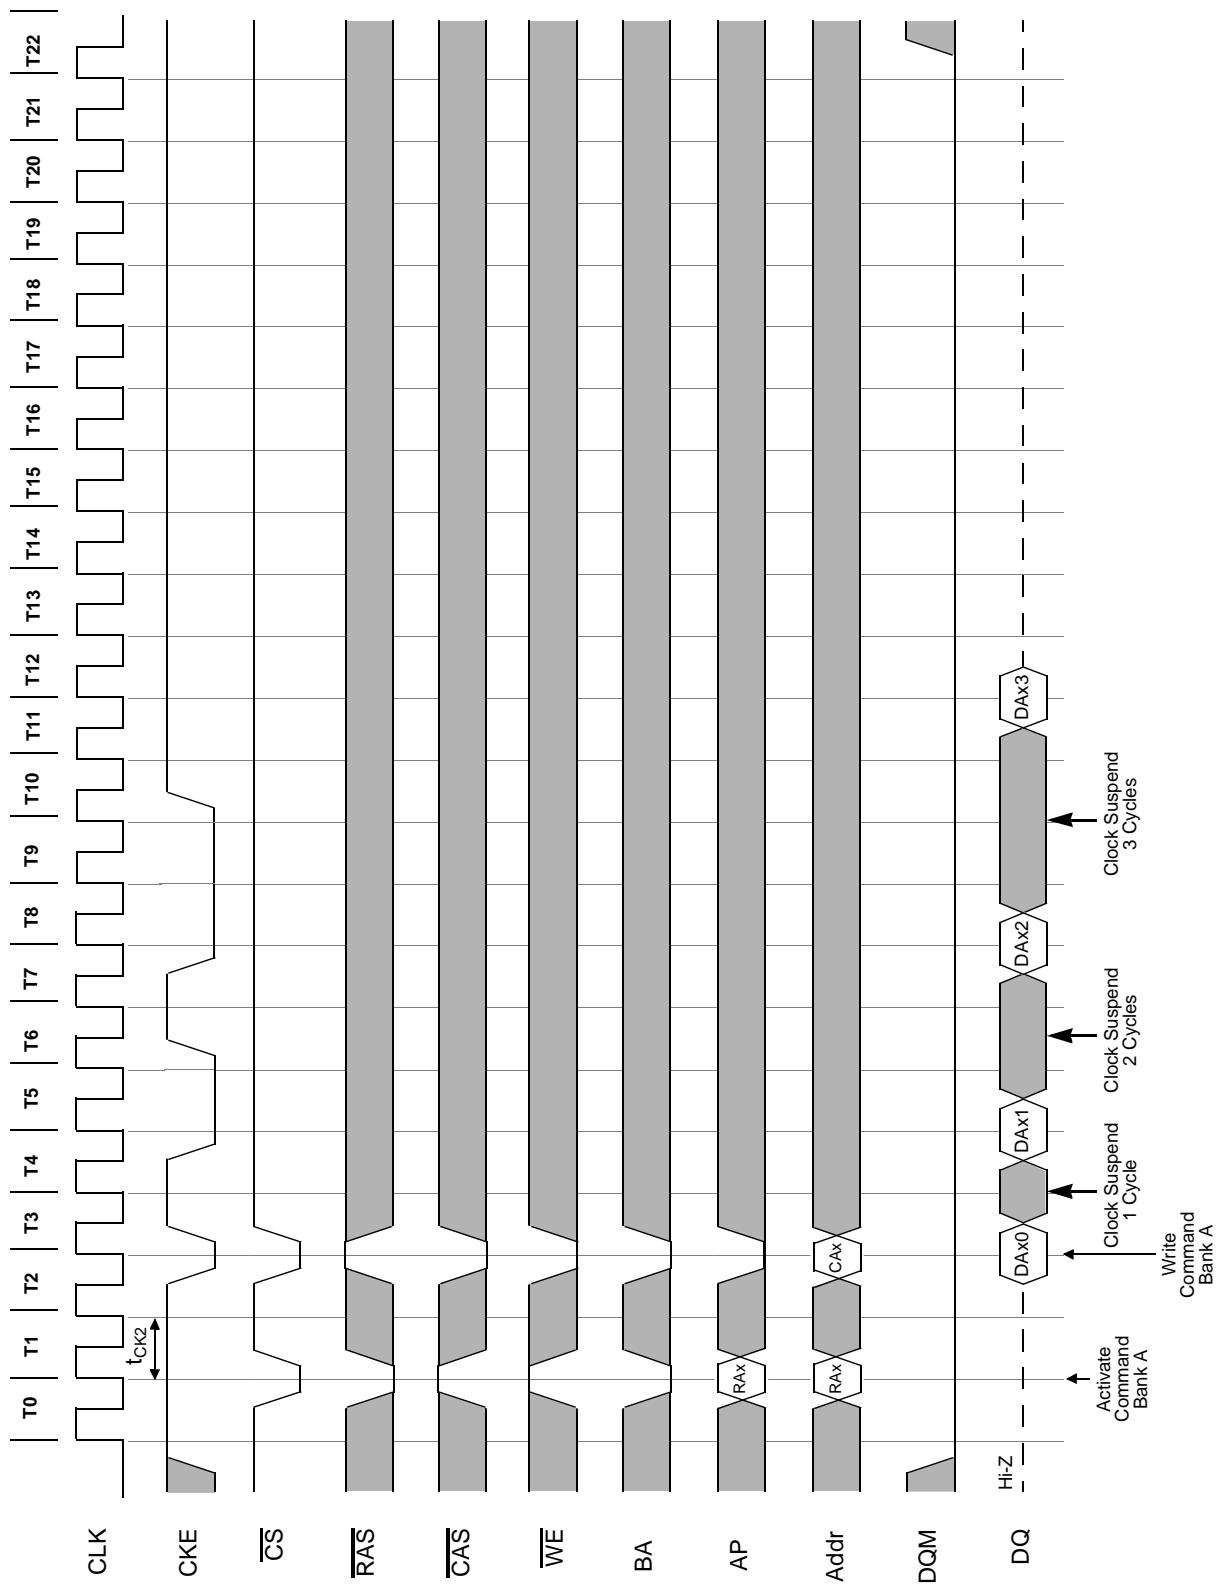 T0 T1 T2 T3 T4 T5 T6 T7 T8 T9 T10 T11 T12 T13 T14 T15 T16 T17 T18 T19 T20 T21 T22
CLK
tCK2
CKE
CS
RAS
CAS
WE
BA
AP
RAx
Addr
RAx
CAx
DQM
DQ
Hi-Z
DAx0
DAx1
DAx2
DAx3
Activate
Command
Bank A
Write
Command
Bank A
Clock Suspend
1 Cycle
Clock Suspend
2 Cycles
Clock Suspend
3 Cycles